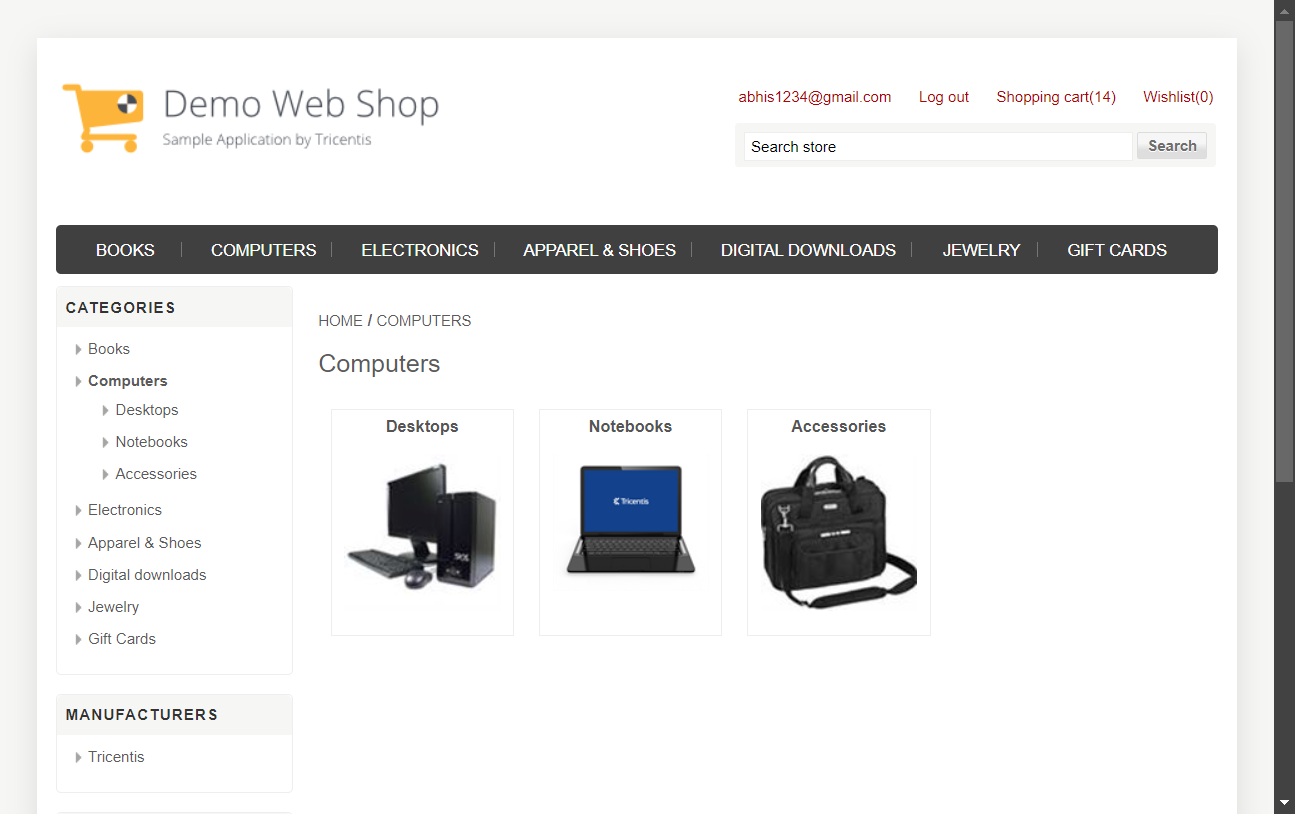 Demo Web Shop
Sample Application by Tricentis
abhis1234@gmail.com Log out Shopping cart(14) Wishlist(0)
Search store Search
BOOKS COMPUTERS ELECTRONICS APPAREL & SHOES DIGITAL DOWNLOADS JEWELRY GIFT CARDS
CATEGORIES
Books
Computers
Desktops
Notebooks
Accessories
Electronics
Apparel & Shoes
Digital downloads
Jewelry
Gift Cards
MANUFACTURERS
Tricentis
HOME / COMPUTERS
Computers
Desktops Notebooks Accessories
Tricentis